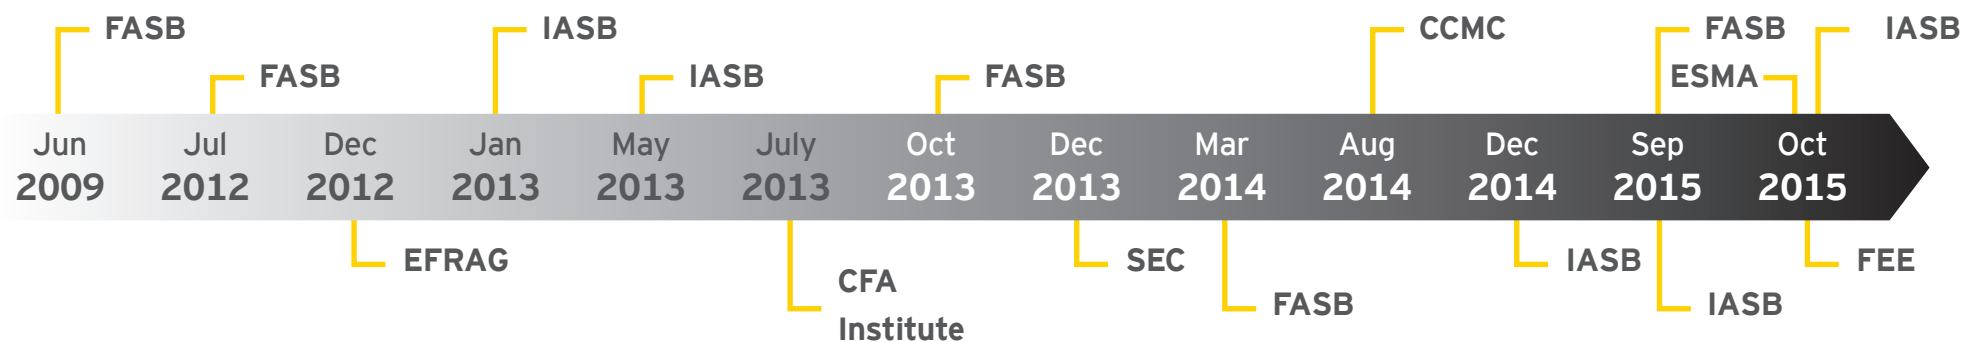 FASB
IASB
CCMC
FASB
IASB
FASB
IASB
FASB
ESMA
Jun
2009
Jul
2012
Dec
2012
Jan
2013
May
2013
July
2013
Oct
2013
Dec
2013
Mar
2014
Aug
2014
Dec
2014
Sep
2015
Oct
2015
EFRAG
CFA
Institute
SEC
FASB
IASB
IASB
FEE